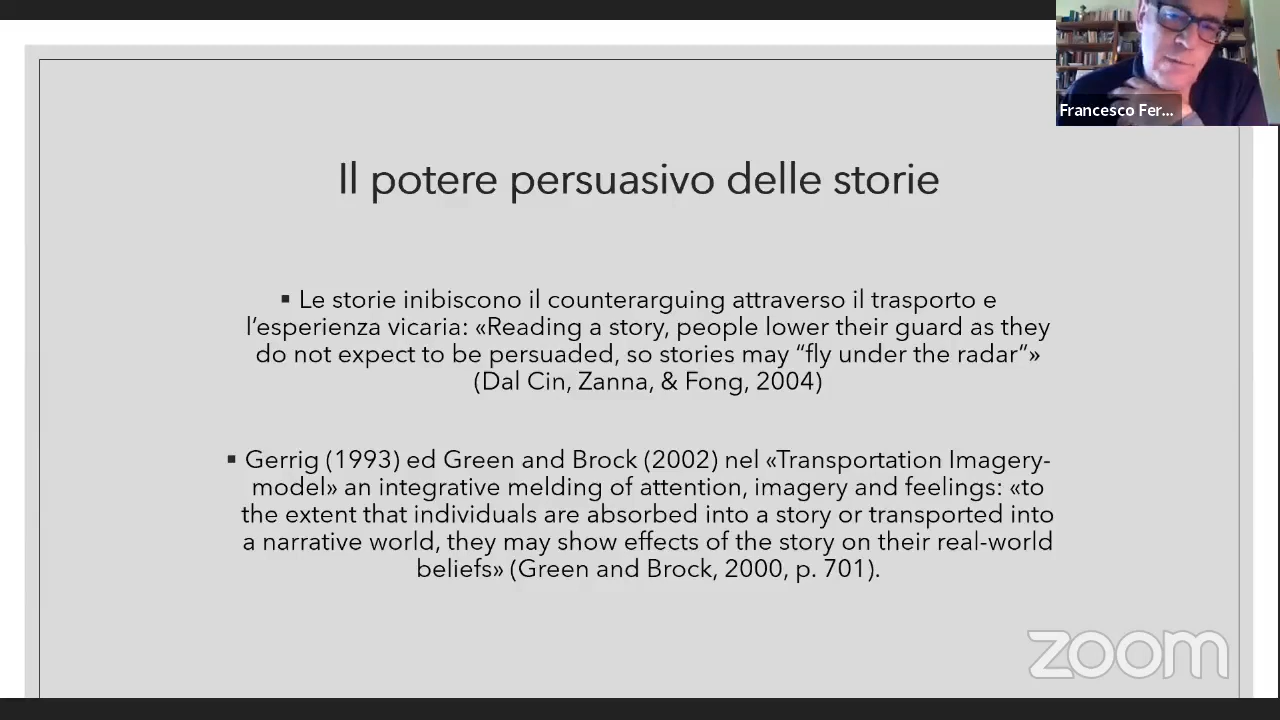 Francesco Fer...
Il potere persuasivo delle storie
▪ Le storie inibiscono il counterarguing attraverso il trasporto e
l’esperienza vicaria: «Reading a story, people lower their guard as they
do not expect to be persuaded, so stories may “fly under the radar”»
(Dal Cin, Zanna, & Fong, 2004)
▪ Gerrig (1993) ed Green and Brock (2002) nel «Transportation Imagery-
model» an integrative melding of attention, imagery and feelings: «to
the extent that individuals are absorbed into a story or transported into
a narrative world, they may show effects of the story on their real-world
beliefs» (Green and Brock, 2000, p. 701).
zoom